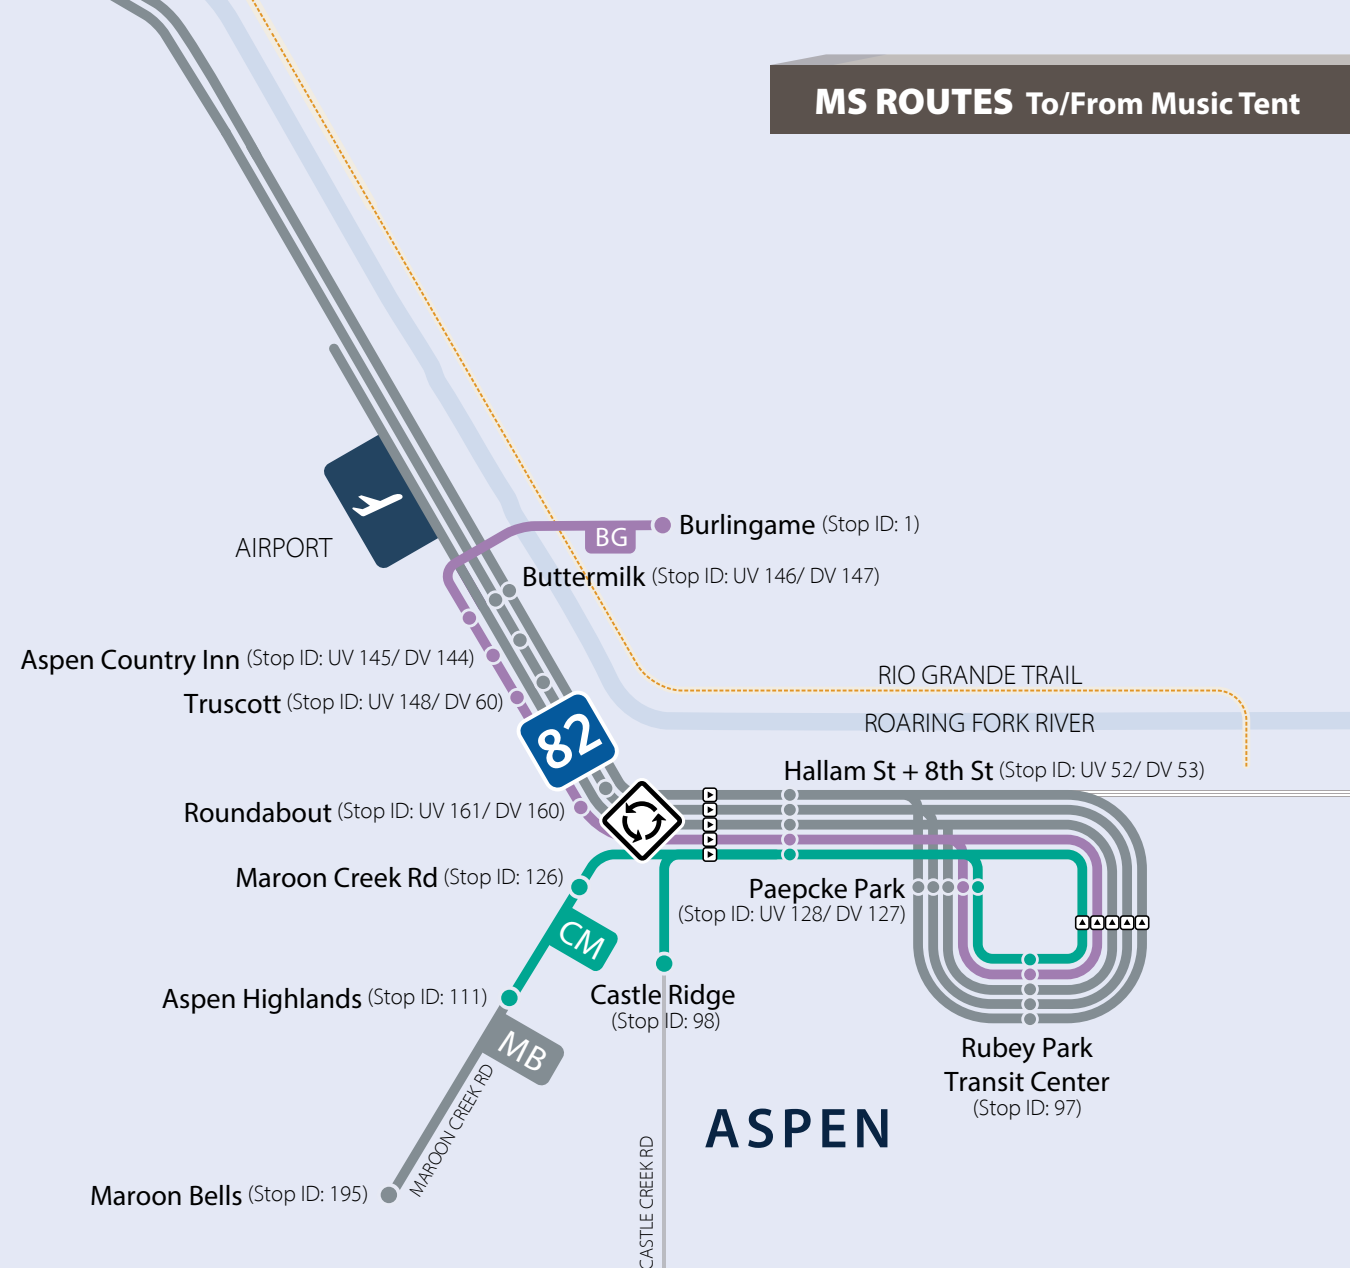 MS ROUTES To/From Music Tent
Burlingame (Stop ID: 1)
BG
AIRPORT
Buttermilk (Stop ID: UV 146/ DV 147)
Aspen Country Inn (Stop ID: UV 145/ DV 144)
RIO GRANDE TRAIL
Truscott (Stop ID: UV 148/ DV 60)
ROARING FORK RIVER
82
Hallam St + 8th St (Stop ID: UV 52/ DV 53)
Roundabout (Stop ID: UV 161/ DV 160)
Maroon Creek Rd (Stop ID: 126)
Paepcke Park
(Stop ID: UV 128/ DV 127)
CM
Aspen Highlands (Stop ID: 111)
Castle Ridge
(Stop ID: 98)
MB
Rubey Park
Transit Center
(Stop ID: 97)
MAROON CREEK RD
ASPEN
Maroon Bells (Stop ID: 195)
CASTLE CREEK RD